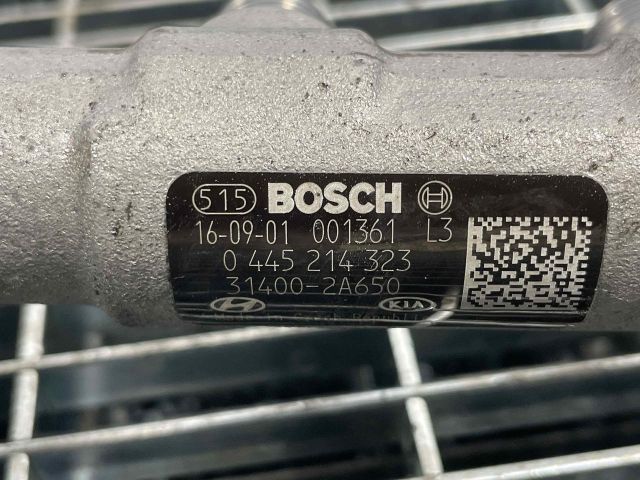 515 BOSCH
16-09-01 001361 L3
0 445 214 323
31400-2A650
KIA